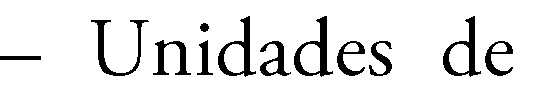 – Unidades de